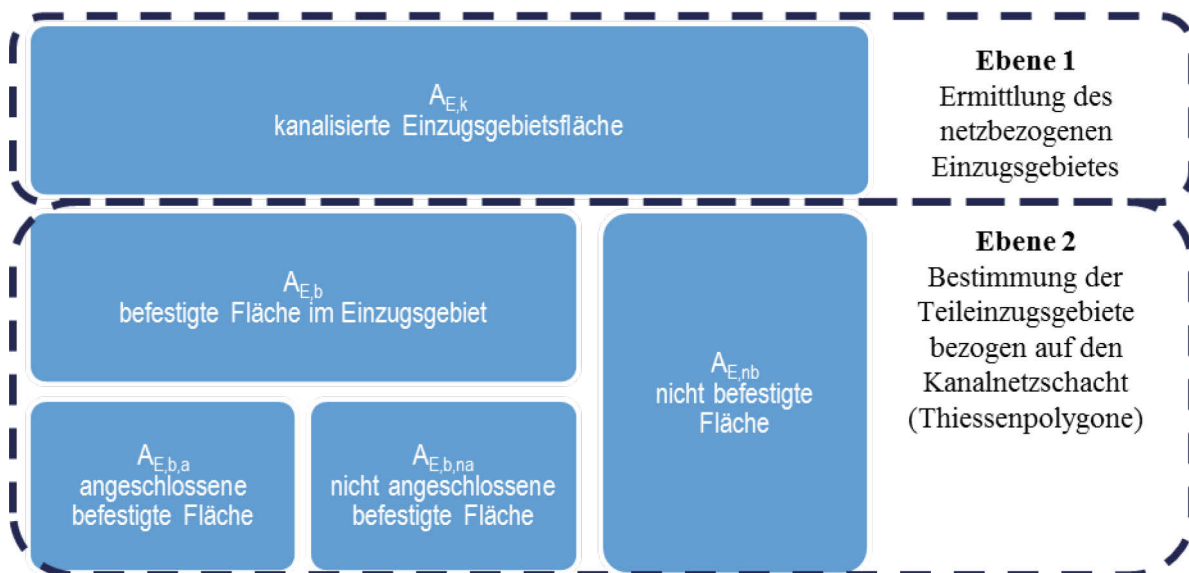 A_E,k
kanalisierte Einzugsgebietsfläche
Ebene 1
Ermittlung des
netzbezogenen
Einzugsgebietes
A_E,b
befestigte Fläche im Einzugsgebiet
A_E,nb
nicht befestigte
Fläche
A_E,b,a
angeschlossene
befestigte Fläche
A_E,b,na
nicht angeschlossene
befestigte Fläche
Ebene 2
Bestimmung der
Teileinzugsgebiete
bezogen auf den
Kanalnetzschacht
(Thiessenpolygone)